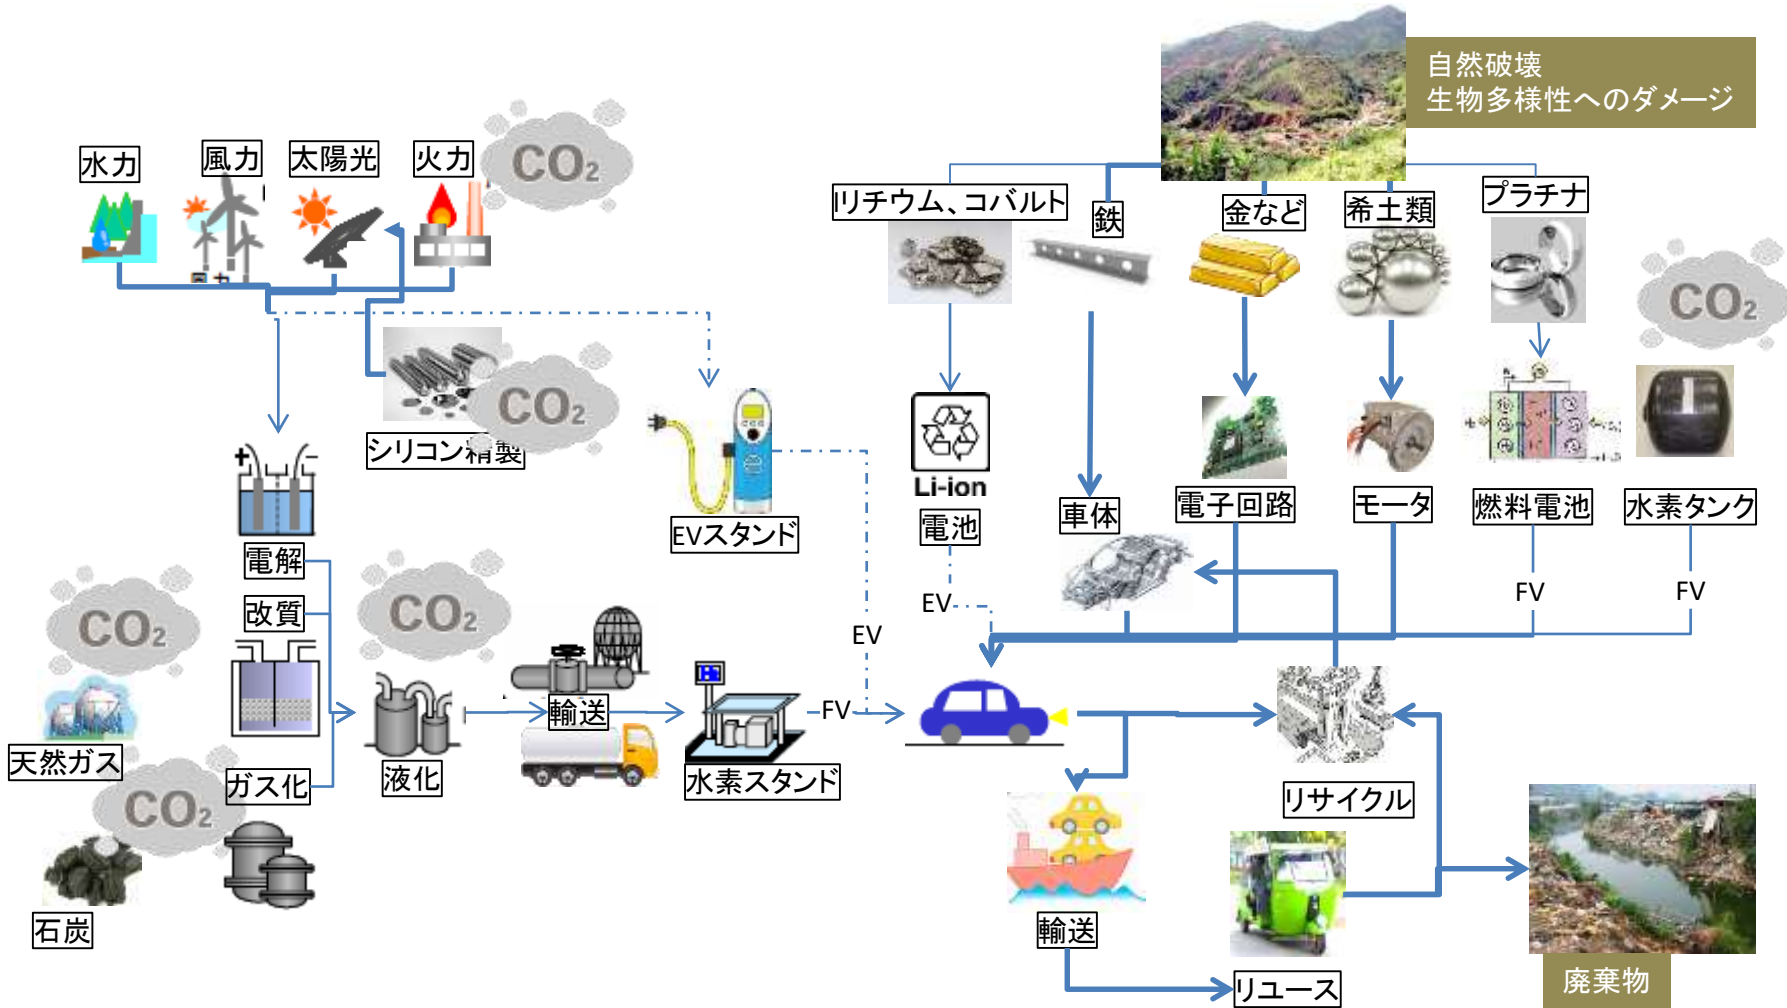 自然破壊
生物多様性へのダメージ
水力
風力
太陽光
火力
CO2
リチウム、コバルト
鉄
金など
希土類
プラチナ
CO2
シリコン精製
CO2
EVスタンド
Li-ion
電池
車体
電子回路
モータ
燃料電池
水素タンク
+
−
電解
改質
CO2
CO2
EV
EV
FV
FV
H2
輸送
FV
天然ガス
CO2
ガス化
液化
水素スタンド
リサイクル
石炭
輸送
リユース
廃棄物